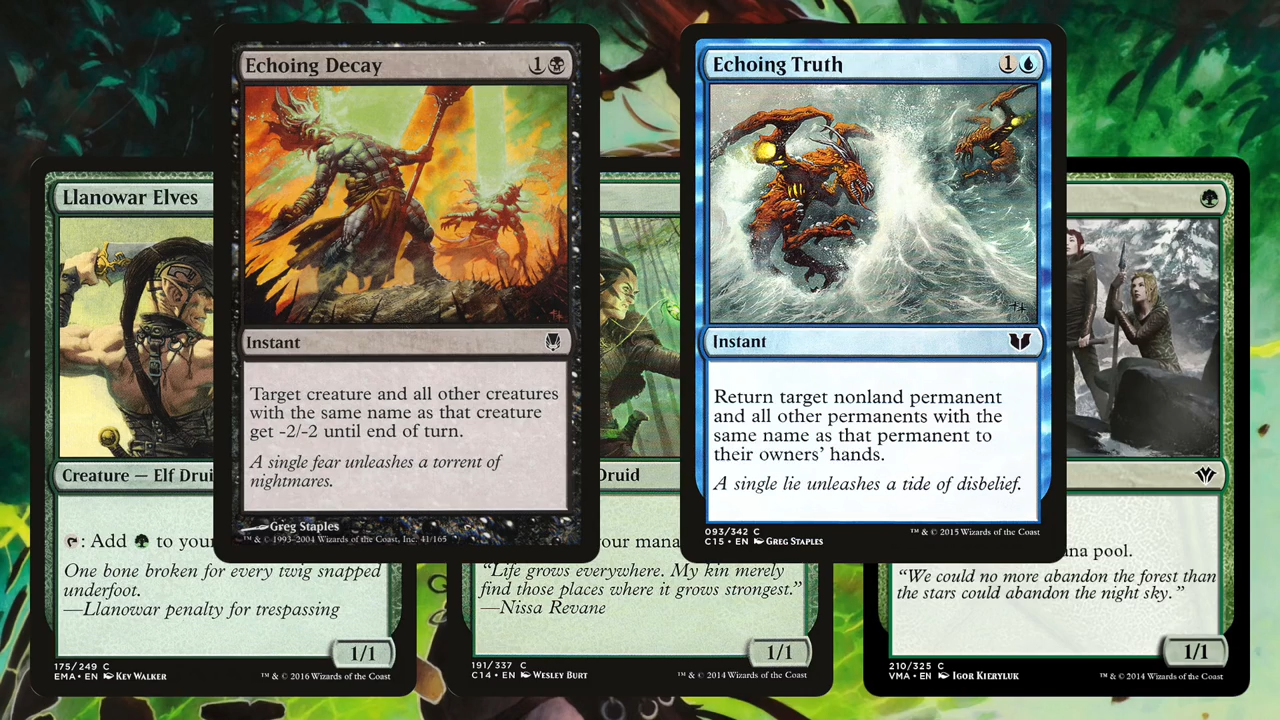 Echoing Decay 1
Target creature and all other creatures
with the same name as that creature
get -2/-2 until end of turn.
A single fear unleashes a torrent of
nightmares.
Instant
Greg Staples
™ & © 1993–2004 Wizards of the Coast, Inc. 41/165
Echoing Truth 1
Instant
Return target nonland permanent
and all other permanents with the
same name as that permanent to
their owners' hands.
A single lie unleashes a tide of disbelief.
093/342 C
C15 • EN Greg Staples
™ & © 2015 Wizards of the Coast
Llanowar Elves
Creature — Elf Drui
: Add to your
One bone broken for every twig snapped
underfoot.
—Llanowar penalty for trespassing
1/1
175/249 C
EMA • EN Kev Walker
™ & © 2016 Wizards of the Coast
Druid
your mana
“Life grows everywhere. My kin merely
find those places where it grows strongest.”
—Nissa Revane
1/1
191/337 C
C14 • EN Wesley Burt
™ & © 2014 Wizards of the Coast
pool.
“We could no more abandon the forest than
the stars could abandon the night sky.”
1/1
210/325 C
VMA • EN Igor Kieryluk
™ & © 2014 Wizards of the Coast